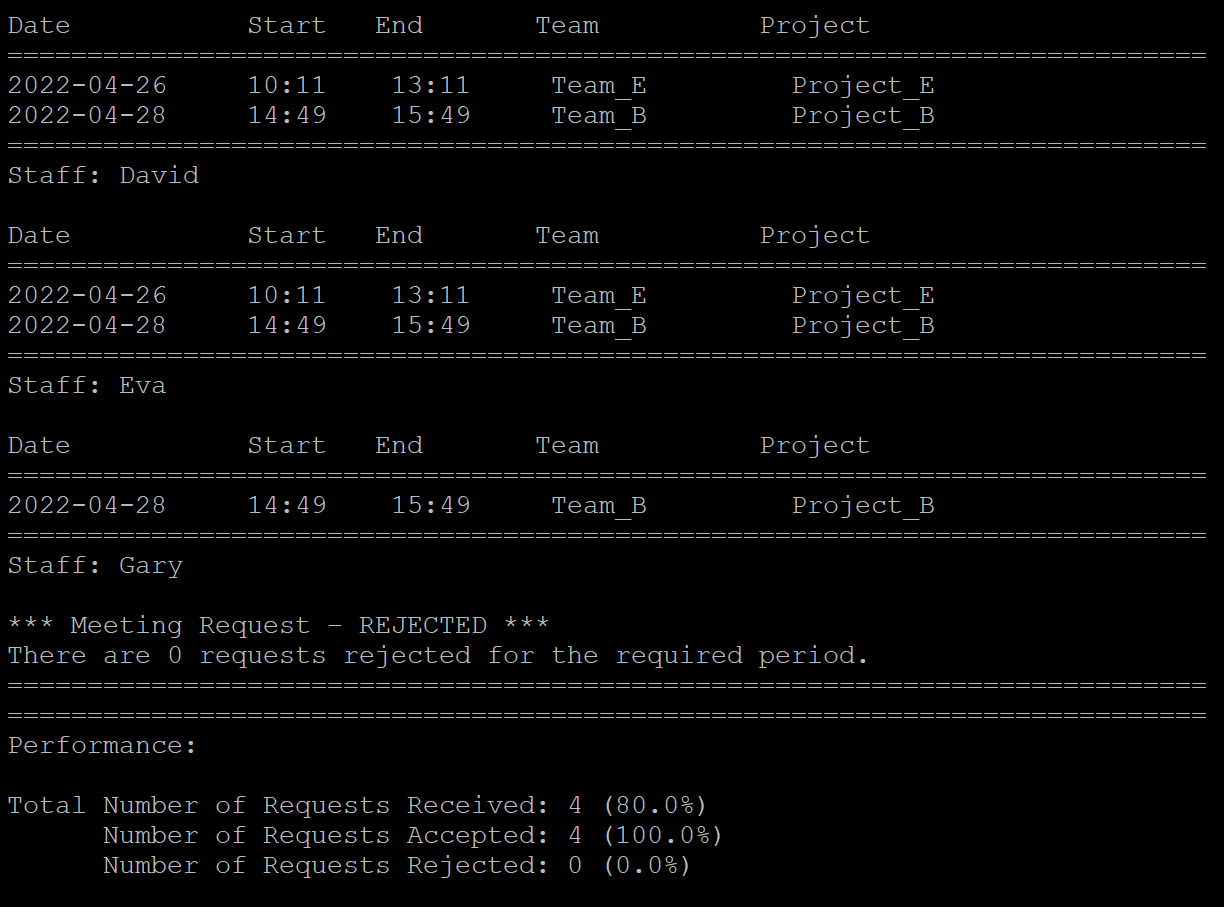 Date Start End Team Project
===========================================================================
2022-04-26 10:11 13:11 Team_E Project_E
2022-04-28 14:49 15:49 Team_B Project_B
===========================================================================
Staff: David
Date Start End Team Project
===========================================================================
2022-04-26 10:11 13:11 Team_E Project_E
2022-04-28 14:49 15:49 Team_B Project_B
===========================================================================
Staff: Eva
Date Start End Team Project
===========================================================================
2022-04-28 14:49 15:49 Team_B Project_B
===========================================================================
Staff: Gary
*** Meeting Request – REJECTED ***
There are 0 requests rejected for the required period.
===========================================================================
===========================================================================
Performance:
Total Number of Requests Received: 4 (80.0%)
Number of Requests Accepted: 4 (100.0%)
Number of Requests Rejected: 0 (0.0%)